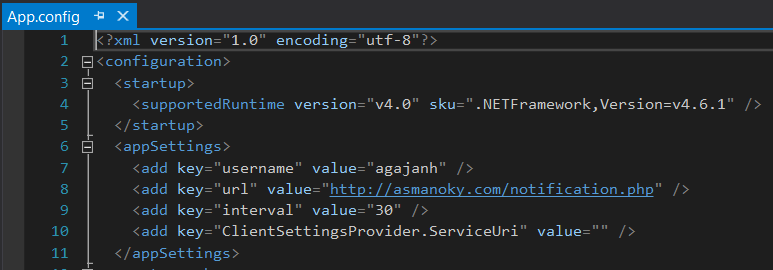 App.config
1 <?xml version="1.0" encoding="utf-8"?>
2 <configuration>
3 <startup>
4 <supportedRuntime version="v4.0" sku=".NETFramework,Version=v4.6.1" />
5 </startup>
6 <appSettings>
7 <add key="username" value="agajanh" />
8 <add key="url" value="http://asmanoky.com/notification.php" />
9 <add key="interval" value="30" />
10 <add key="ClientSettingsProvider.ServiceUri" value="" />
11 </appSettings>